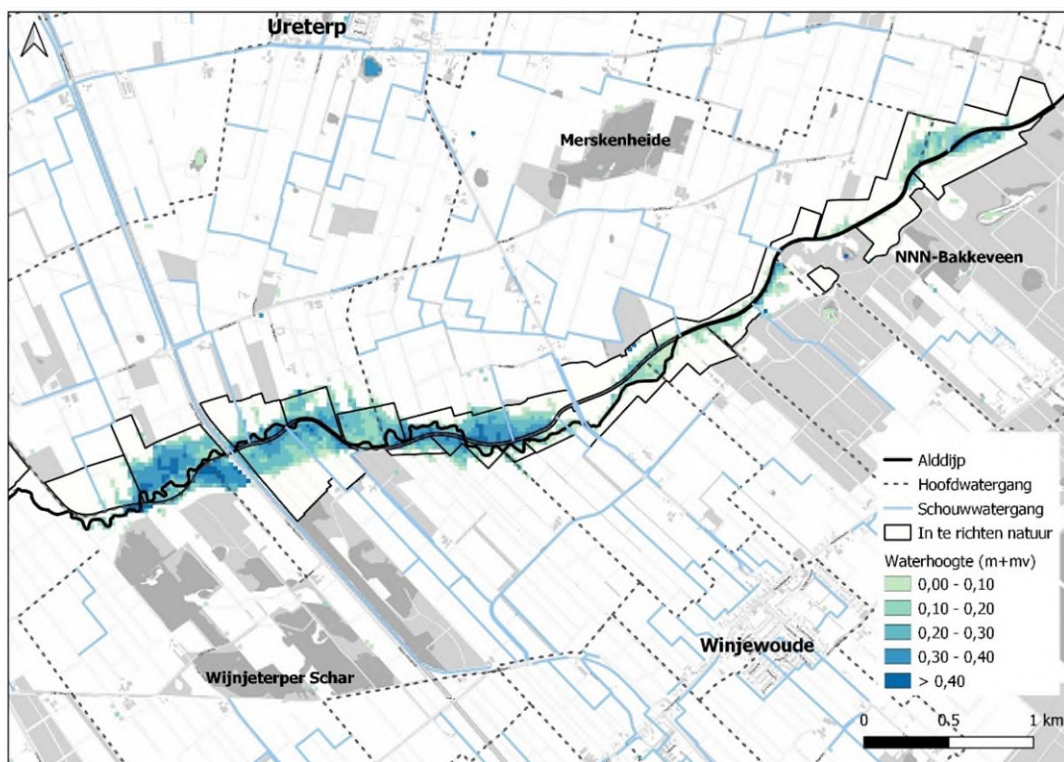 Ureterp
Merskenheide
NNN-Bakkeveen
Winjewoude
Wijnjeterper Schar
Alddijp
Hoofdwatergang
Schouwwatergang
In te richten natuur
Waterhoogte (m+mv)
0,00 - 0,10
0,10 - 0,20
0,20 - 0,30
0,30 - 0,40
> 0,40
0 0,5 1 km